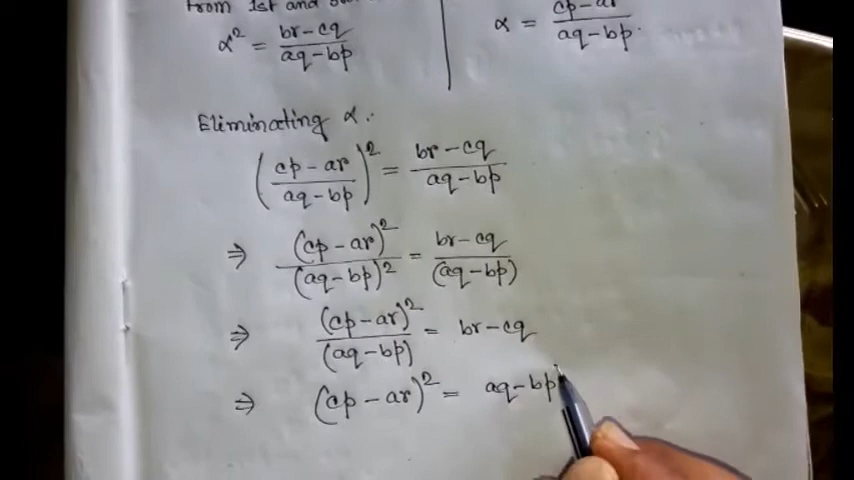 from 1st and
α² = br-cq / aq-bp
α = cp-ar / aq-bp.
Eliminating α.
(cp-ar / aq-bp)² = br-cq / aq-bp
⇒ (cp-ar)² / (aq-bp)² = br-cq / (aq-bp)
⇒ (cp-ar)² / (aq-bp) = br-cq
⇒ (cp-ar)² = aq-bp